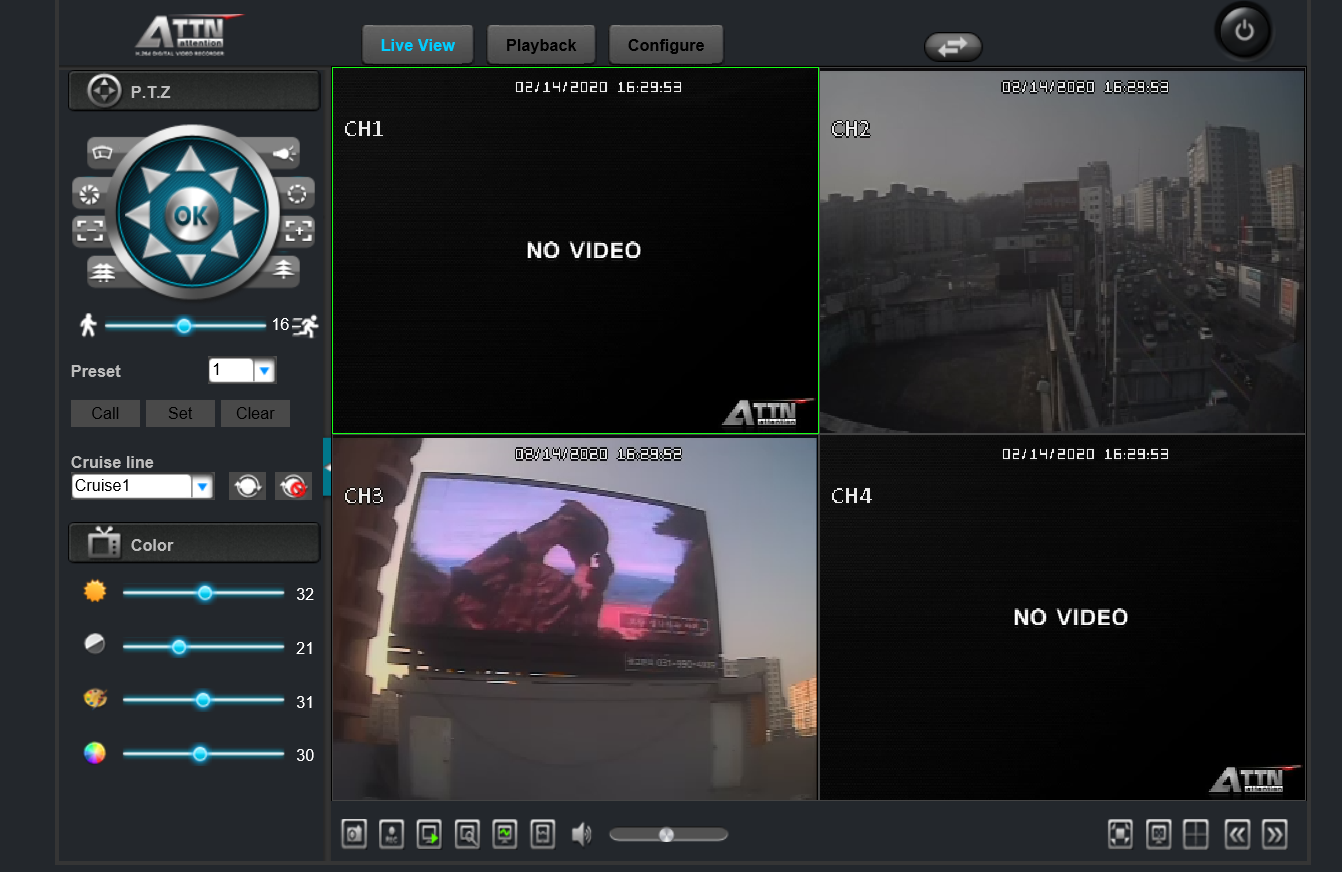 ATTN
attention
H.264 DIGITAL VIDEO RECORDER
Live View
Playback
Configure
P.T.Z
OK
16
Preset
1
Call
Set
Clear
Cruise line
Cruise1
Color
32
21
31
30
02/14/2020 16:29:53
CH1
NO VIDEO
ATTN
attention
02/14/2020 16:29:53
CH2
02/14/2020 16:29:52
CH3
02/14/2020 16:29:53
CH4
NO VIDEO
ATTN
attention
REC